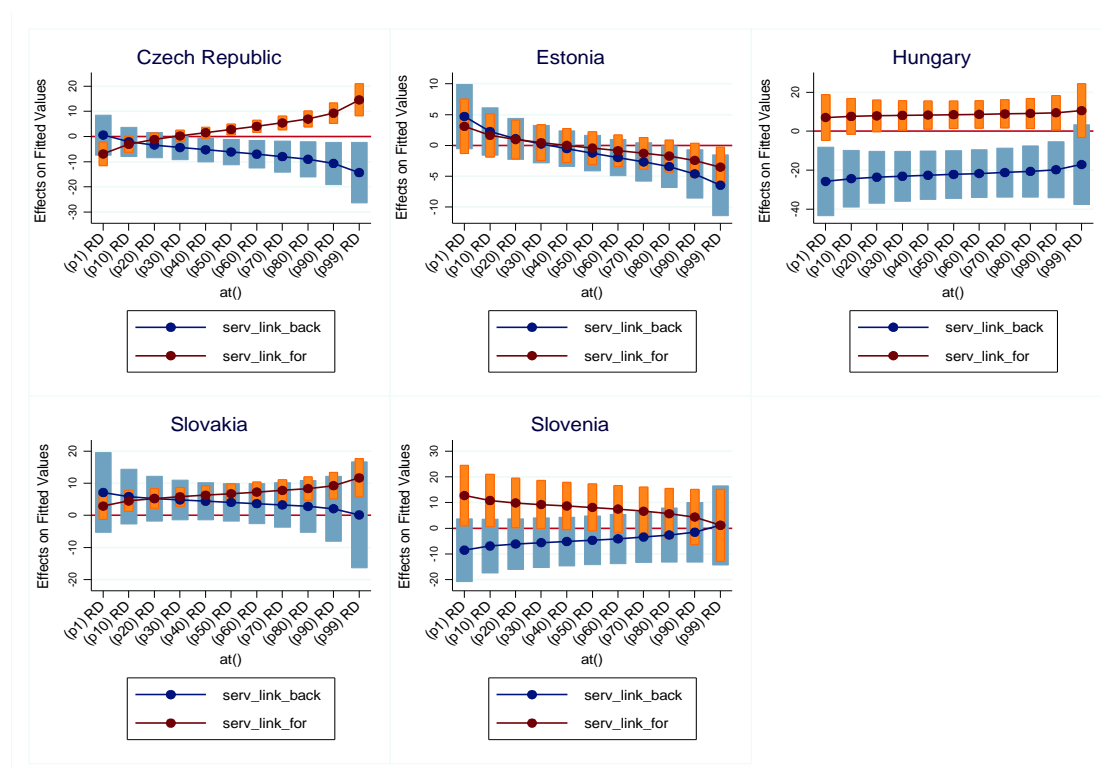 Czech Republic
Effects on Fitted Values
20
10
0
-10
-20
-30
(p1) RD
(p10) RD
(p20) RD
(p30) RD
(p40) RD
(p50) RD
(p60) RD
(p70) RD
(p80) RD
(p90) RD
(p99) RD
at()
serv_link_back
serv_link_for
Estonia
Effects on Fitted Values
10
5
0
-5
-10
(p1) RD
(p10) RD
(p20) RD
(p30) RD
(p40) RD
(p50) RD
(p60) RD
(p70) RD
(p80) RD
(p90) RD
(p99) RD
at()
serv_link_back
serv_link_for
Hungary
Effects on Fitted Values
20
0
-20
-40
(p1) RD
(p10) RD
(p20) RD
(p30) RD
(p40) RD
(p50) RD
(p60) RD
(p70) RD
(p80) RD
(p90) RD
(p99) RD
at()
serv_link_back
serv_link_for
Slovakia
Effects on Fitted Values
20
10
0
-10
-20
(p1) RD
(p10) RD
(p20) RD
(p30) RD
(p40) RD
(p50) RD
(p60) RD
(p70) RD
(p80) RD
(p90) RD
(p99) RD
at()
serv_link_back
serv_link_for
Slovenia
Effects on Fitted Values
30
20
10
0
-10
-20
(p1) RD
(p10) RD
(p20) RD
(p30) RD
(p40) RD
(p50) RD
(p60) RD
(p70) RD
(p80) RD
(p90) RD
(p99) RD
at()
serv_link_back
serv_link_for